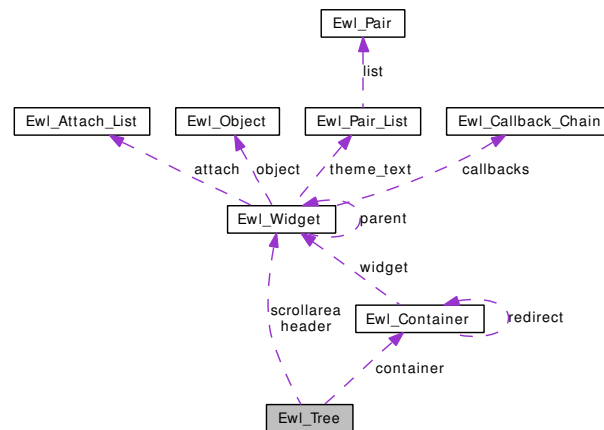 Ewl_Pair
list
Ewl_Attach_List
Ewl_Object
Ewl_Pair_List
Ewl_Callback_Chain
attach
object
theme_text
callbacks
Ewl_Widget
parent
widget
scrollarea
header
Ewl_Container
redirect
container
Ewl_Tree